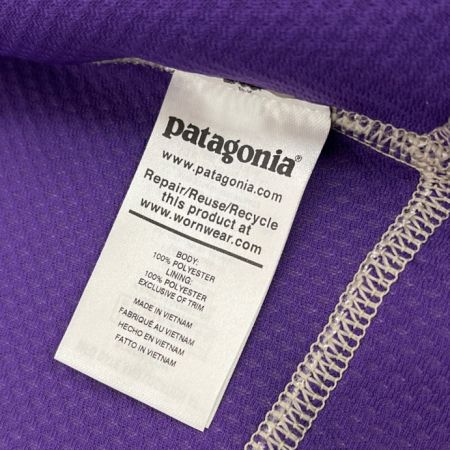 patagonia®
www.patagonia.com
Repair/Reuse/Recycle
this product at
www.wornwear.com
BODY:
100% POLYESTER
LINING:
100% POLYESTER
EXCLUSIVE OF TRIM
MADE IN VIETNAM
FABRIQUÉ AU VIETNAM
HECHO EN VIETNAM
FATTO IN VIETNAM